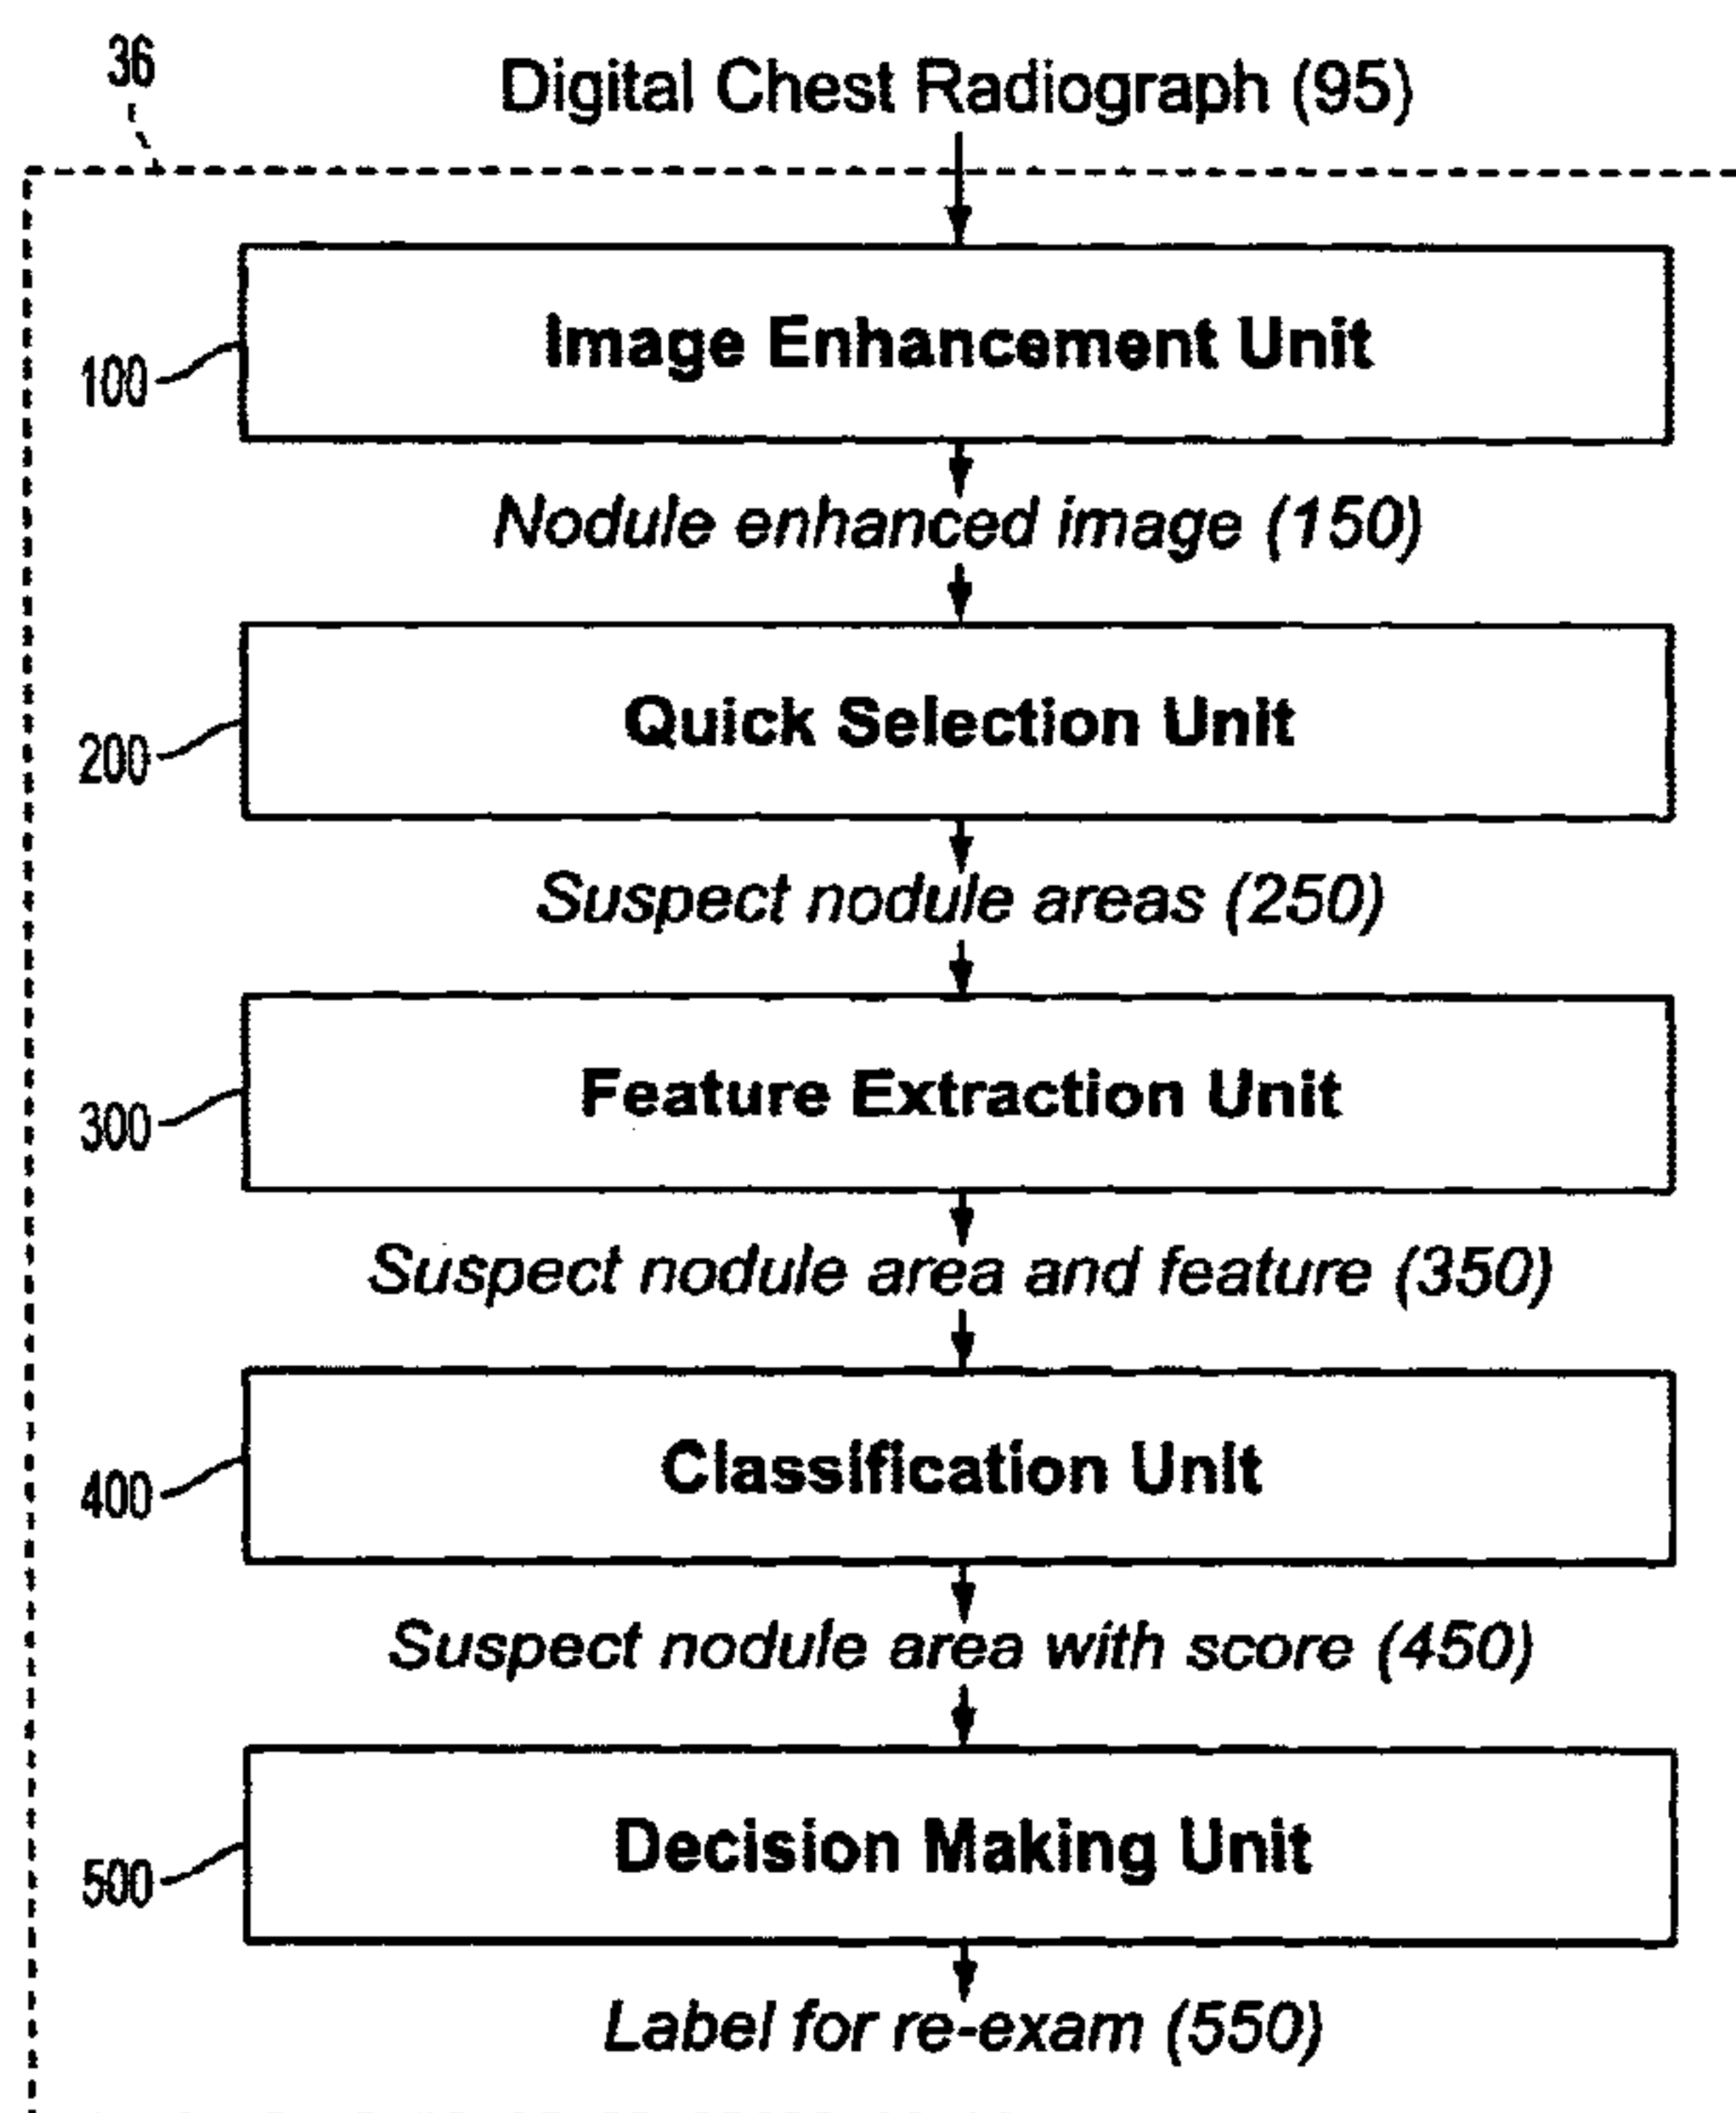 36
Digital Chest Radiograph (95)
Image Enhancement Unit
100
Nodule enhanced image (150)
Quick Selection Unit
200
Suspect nodule areas (250)
Feature Extraction Unit
300
Suspect nodule area and feature (350)
Classification Unit
400
Suspect nodule area with score (450)
Decision Making Unit
500
Label for re-exam (550)